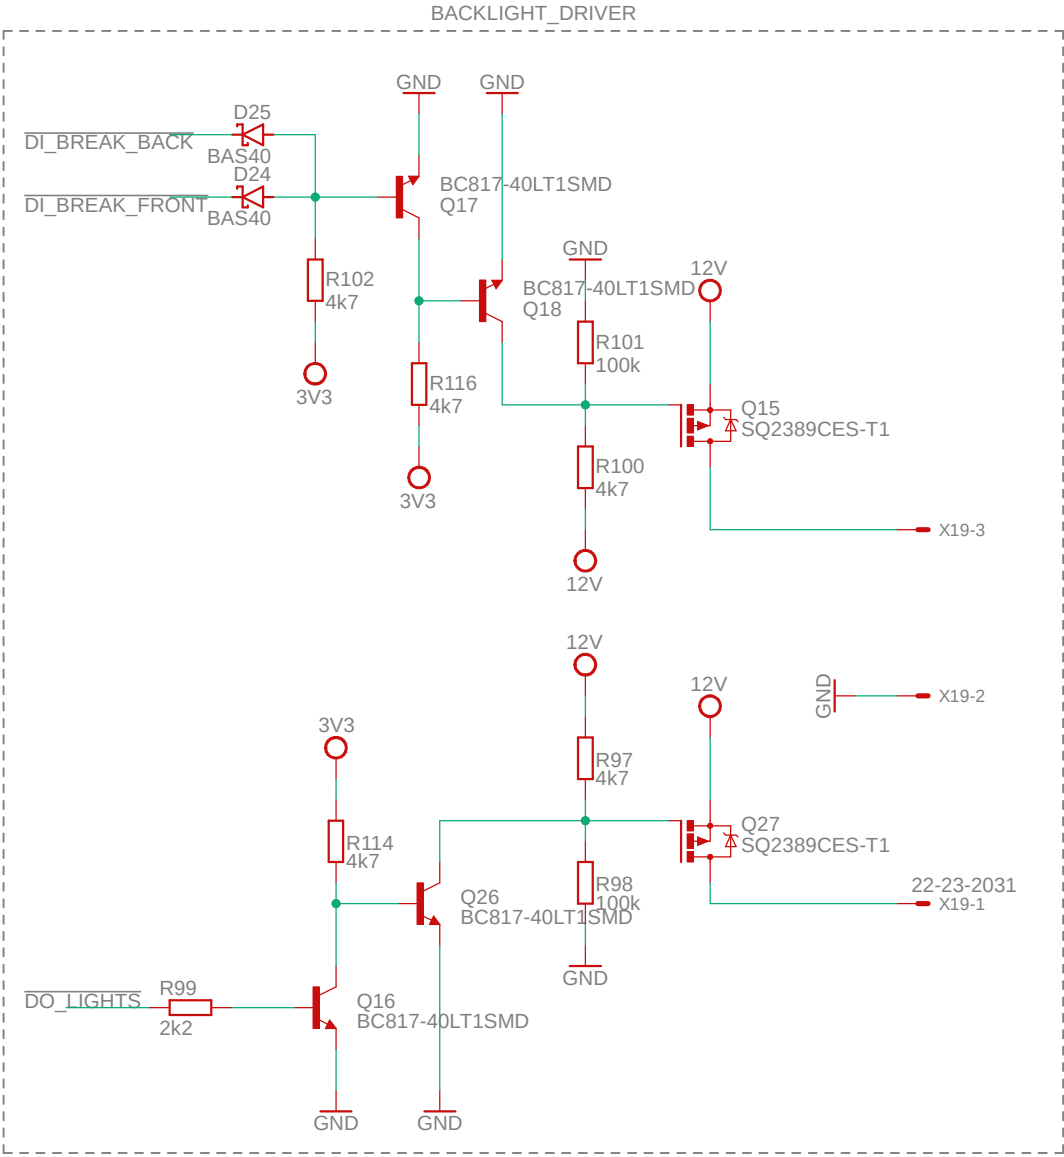 BACKLIGHT_DRIVER
GND
GND
D25
DI_BREAK_BACK
BAS40
D24
DI_BREAK_FRONT
BAS40
BC817-40LT1SMD
Q17
GND
12V
R102
4k7
BC817-40LT1SMD
Q18
R101
100k
3V3
R116
4k7
Q15
SQ2389CES-T1
R100
4k7
3V3
X19-3
12V
12V
12V
GND
X19-2
3V3
R97
4k7
R114
4k7
Q27
SQ2389CES-T1
Q26
BC817-40LT1SMD
R98
100k
22-23-2031
X19-1
GND
DO_LIGHTS
R99
2k2
Q16
BC817-40LT1SMD
GND
GND